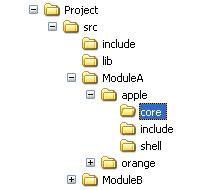 Project
src
include
lib
ModuleA
apple
core
include
shell
orange
ModuleB